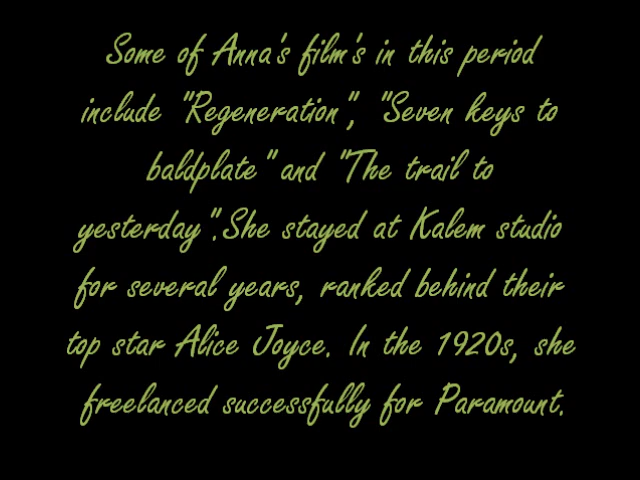 Some of Anna's film's in this period
include "Regeneration", "Seven keys to
baldplate" and "The trail to
yesterday".She stayed at Kalem studio
for several years, ranked behind their
top star Alice Joyce. In the 1920s, she
freelanced successfully for Paramount.